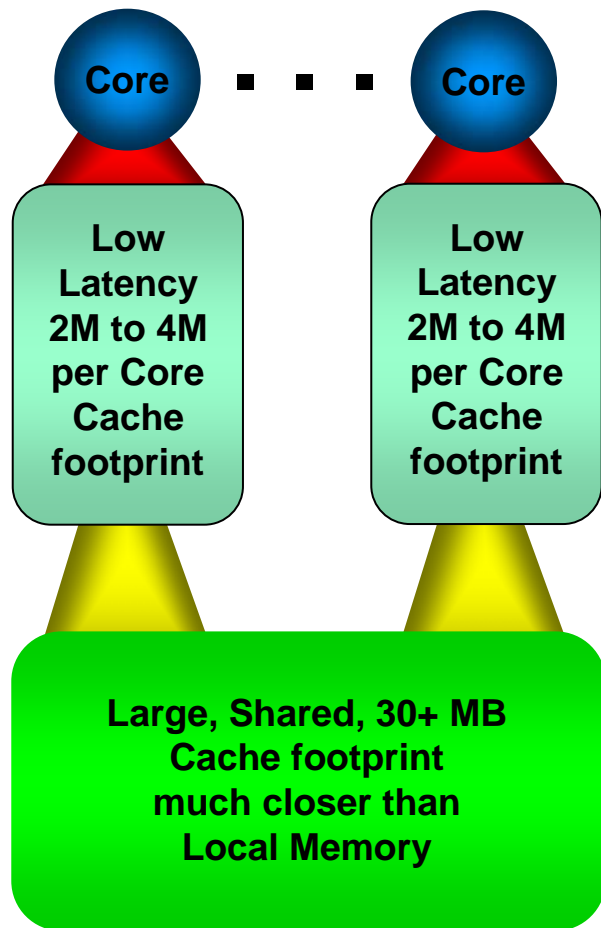 Core
Core
Low
Latency
2M to 4M
per Core
Cache
footprint
Low
Latency
2M to 4M
per Core
Cache
footprint
Large, Shared, 30+ MB
Cache footprint
much closer than
Local Memory